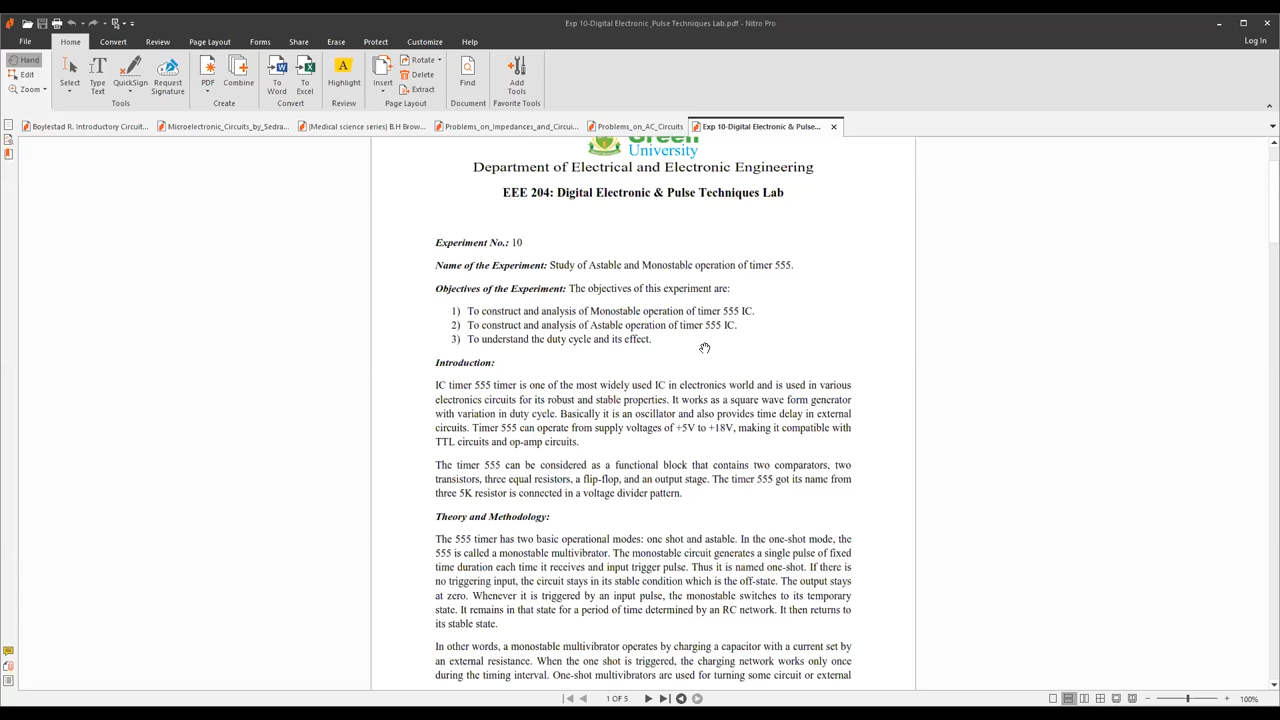 Exp 10-Digital Electronic_Pulse Techniques Lab.pdf - Nitro Pro
File Home Convert Review Page Layout Forms Share Erase Protect Customize Help
Log In
Hand
Edit
Zoom
Select
Type Text
QuickSign
Request Signature
Tools
PDF
Combine
Create
To Word
To Excel
Convert
Highlight
Review
Insert
Rotate
Delete
Extract
Page Layout
Find
Document
Add Tools
Favorite Tools
Boylestad R. Introductory Circuit...
Microelectronic_Circuits_by_Sedra...
(Medical science series) B.H Brow...
Problems_on_Impedances_and_Circui...
Problems_on_AC_Circuits
Exp 10-Digital Electronic & Pulse...
Green
University
Department of Electrical and Electronic Engineering
EEE 204: Digital Electronic & Pulse Techniques Lab
Experiment No.: 10
Name of the Experiment: Study of Astable and Monostable operation of timer 555.
Objectives of the Experiment: The objectives of this experiment are:
1) To construct and analysis of Monostable operation of timer 555 IC.
2) To construct and analysis of Astable operation of timer 555 IC.
3) To understand the duty cycle and its effect.
Introduction:
IC timer 555 timer is one of the most widely used IC in electronics world and is used in various
electronics circuits for its robust and stable properties. It works as a square wave form generator
with variation in duty cycle. Basically it is an oscillator and also provides time delay in external
circuits. Timer 555 can operate from supply voltages of +5V to +18V, making it compatible with
TTL circuits and op-amp circuits.
The timer 555 can be considered as a functional block that contains two comparators, two
transistors, three equal resistors, a flip-flop, and an output stage. The timer 555 got its name from
three 5K resistor is connected in a voltage divider pattern.
Theory and Methodology:
The 555 timer has two basic operational modes: one shot and astable. In the one-shot mode, the
555 is called a monostable multivibrator. The monostable circuit generates a single pulse of fixed
time duration each time it receives and input trigger pulse. Thus it is named one-shot. If there is
no triggering input, the circuit stays in its stable condition which is the off-state. The output stays
at zero. Whenever it is triggered by an input pulse, the monostable switches to its temporary
state. It remains in that state for a period of time determined by an RC network. It then returns to
its stable state.
In other words, a monostable multivibrator operates by charging a capacitor with a current set by
an external resistance. When the one shot is triggered, the charging network works only once
during the timing interval. One-shot multivibrators are used for turning some circuit or external
1 OF 5
100%